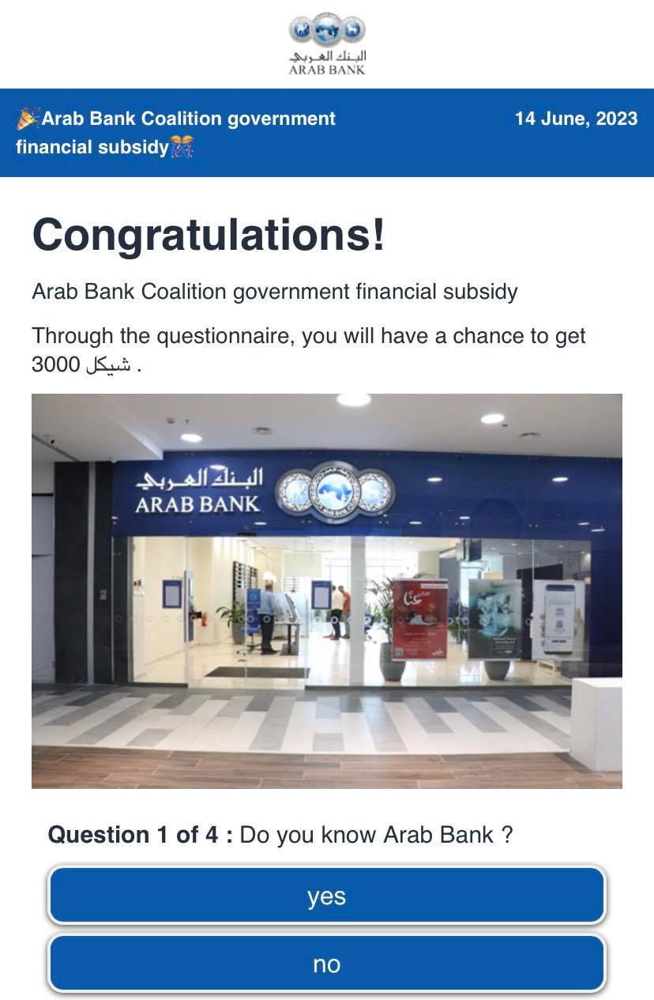 البنك العربي
ARAB BANK
🎉Arab Bank Coalition government
financial subsidy🎊
14 June, 2023
Congratulations!
Arab Bank Coalition government financial subsidy
Through the questionnaire, you will have a chance to get
3000 شيكل .
البنك العربي
ARAB BANK
Question 1 of 4 : Do you know Arab Bank ?
yes
no